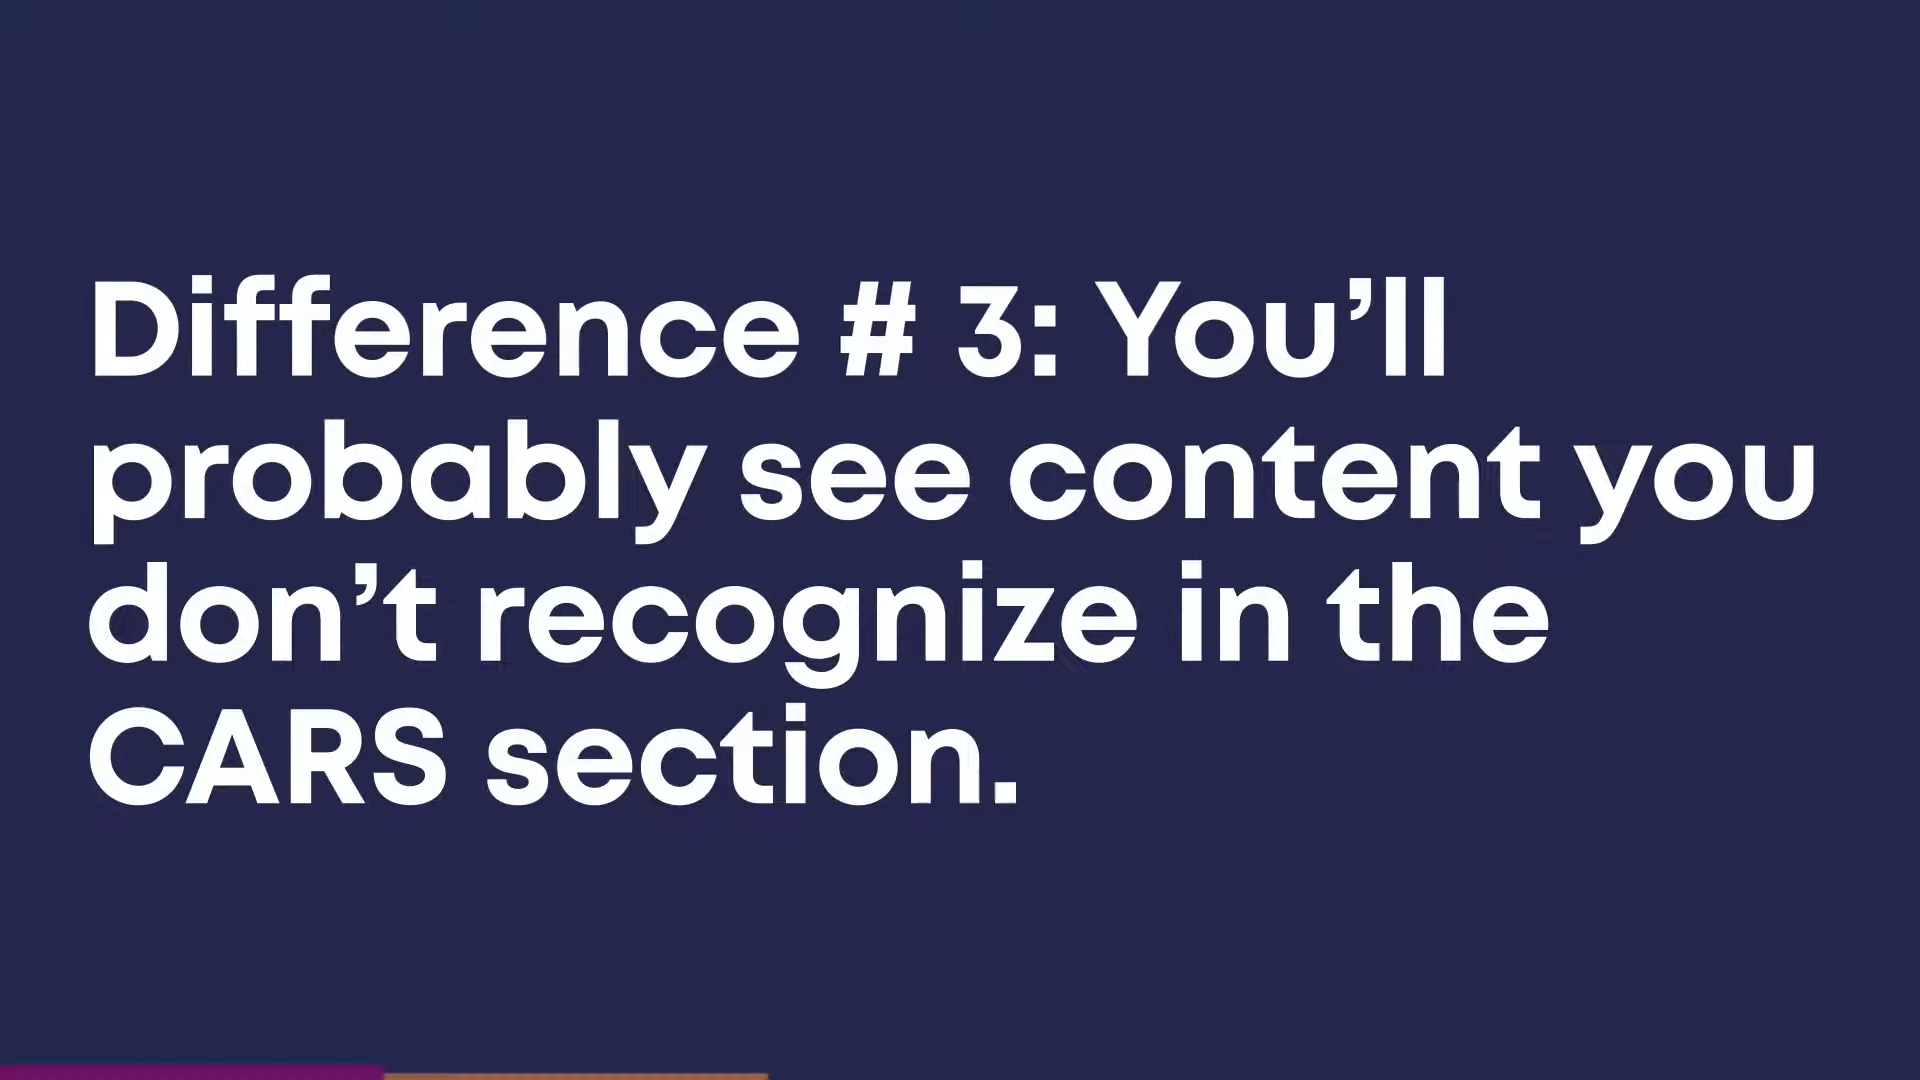 Difference # 3: You’ll
probably see content you
don’t recognize in the
CARS section.